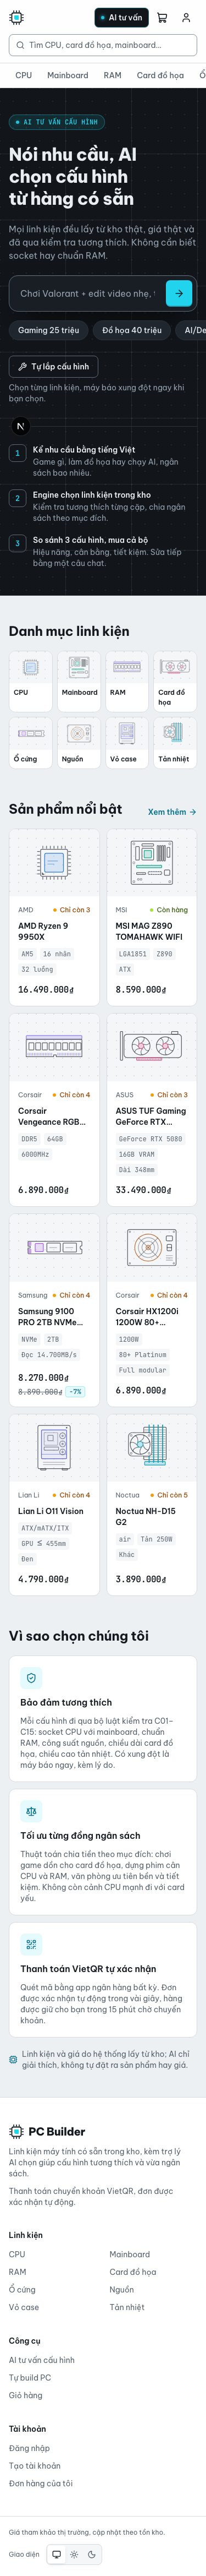 AI tư vấn
Tìm CPU, card đồ họa, mainboard...
CPU Mainboard RAM Card đồ họa
AI TƯ VẤN CẤU HÌNH
Nói nhu cầu, AI
chọn cấu hình
từ hàng có sẵn
Mọi linh kiện đều lấy từ kho thật, giá thật và
đã qua kiểm tra tương thích. Không cần biết
socket hay chuẩn RAM.
Chơi Valorant + edit video nhẹ,
Gaming 25 triệu Đồ họa 40 triệu AI/De
Tự lắp cấu hình
Chọn từng linh kiện, máy báo xung đột ngay khi
bạn chọn.
N
1 Kể nhu cầu bằng tiếng Việt
Game gì, làm đồ họa hay chạy AI, ngân
sách bao nhiêu.
2 Engine chọn linh kiện trong kho
Kiểm tra tương thích từng cặp, chia ngân
sách theo mục đích.
3 So sánh 3 cấu hình, mua cả bộ
Hiệu năng, cân bằng, tiết kiệm. Sửa tiếp
bằng một câu chat.
Danh mục linh kiện
CPU Mainboard RAM Card đồ
họa
Ổ cứng Nguồn Vỏ case Tản nhiệt
Sản phẩm nổi bật Xem thêm
AMD Chỉ còn 3
AMD Ryzen 9
9950X
AM5 16 nhân
32 luồng
16.490.000₫
MSI Còn hàng
MSI MAG Z890
TOMAHAWK WIFI
LGA1851 Z890
ATX
8.590.000₫
Corsair Chỉ còn 4
Corsair
Vengeance RGB...
DDR5 64GB
6000MHz
6.890.000₫
ASUS Chỉ còn 3
ASUS TUF Gaming
GeForce RTX...
GeForce RTX 5080
16GB VRAM
Dài 348mm
33.490.000₫
Samsung Chỉ còn 4
Samsung 9100
PRO 2TB NVMe...
NVMe 2TB
Đọc 14.700MB/s
8.270.000₫
8.890.000₫ -7%
Corsair Chỉ còn 4
Corsair HX1200i
1200W 80+...
1200W
80+ Platinum
Full modular
6.890.000₫
Lian Li Chỉ còn 4
Lian Li O11 Vision
ATX/mATX/ITX
GPU ≤ 455mm
Đen
4.790.000₫
Noctua Chỉ còn 5
Noctua NH-D15
G2
air Tản 250W
Khác
3.890.000₫
Vì sao chọn chúng tôi
Bảo đảm tương thích
Mỗi cấu hình đi qua bộ luật kiểm tra C01–
C15: socket CPU với mainboard, chuẩn
RAM, công suất nguồn, chiều dài card đồ
họa, chiều cao tản nhiệt. Có xung đột là
máy báo ngay, kèm lý do.
Tối ưu từng đồng ngân sách
Thuật toán chia tiền theo mục đích: chơi
game dồn cho card đồ họa, dựng phim cho
CPU và RAM, văn phòng ưu tiên bền và tiết
kiệm. Không còn cảnh CPU mạnh đi với card
yếu.
Thanh toán VietQR tự xác nhận
Quét mã bằng app ngân hàng bất kỳ. Đơn
được xác nhận tự động trong vài giây, hàng
được giữ cho bạn trong 15 phút chờ chuyển
khoản.
Linh kiện và giá do hệ thống lấy từ kho; AI chỉ
giải thích, không tự đặt ra sản phẩm hay giá.
PC Builder
Linh kiện máy tính có sẵn trong kho, kèm trợ lý
AI chọn giúp cấu hình tương thích và vừa ngân
sách.
Thanh toán chuyển khoản VietQR, đơn được
xác nhận tự động.
Linh kiện
CPU Mainboard
RAM Card đồ họa
Ổ cứng Nguồn
Vỏ case Tản nhiệt
Công cụ
AI tư vấn cấu hình
Tự build PC
Giỏ hàng
Tài khoản
Đăng nhập
Tạo tài khoản
Đơn hàng của tôi
Giá tham khảo thị trường, cập nhật theo tồn kho.
Giao diện